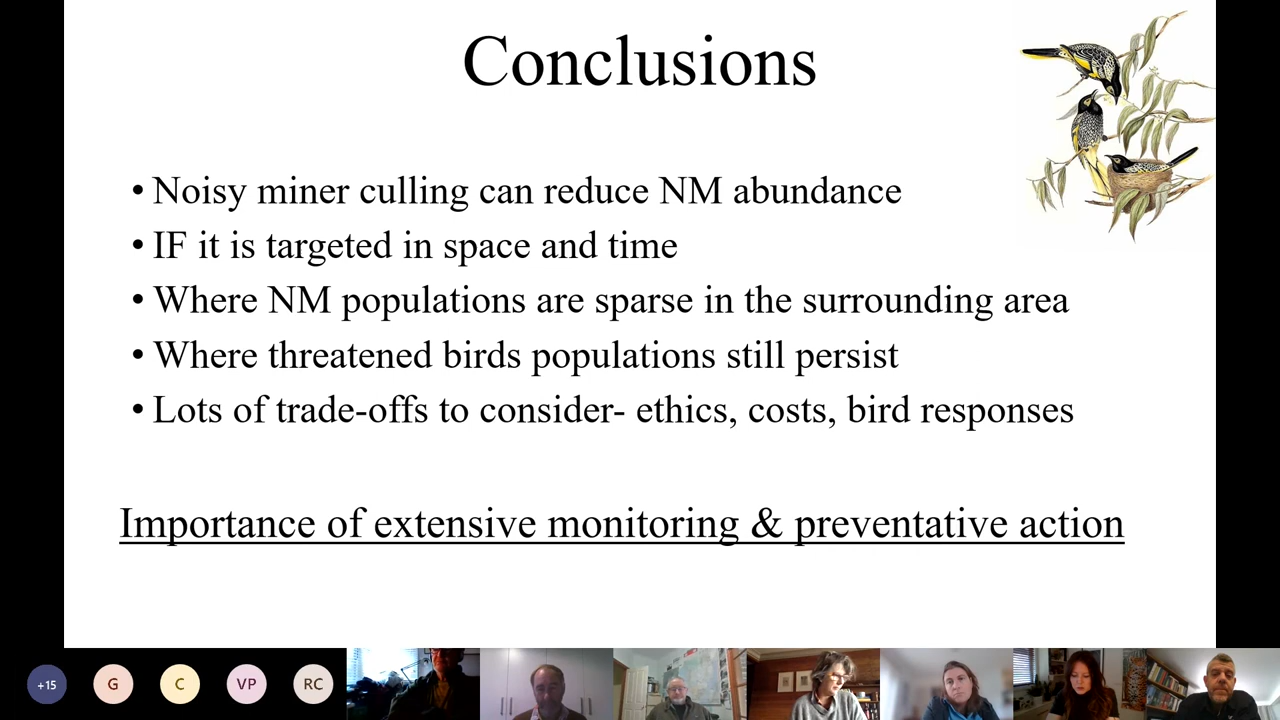 Conclusions
• Noisy miner culling can reduce NM abundance
• IF it is targeted in space and time
• Where NM populations are sparse in the surrounding area
• Where threatened birds populations still persist
• Lots of trade-offs to consider- ethics, costs, bird responses
Importance of extensive monitoring & preventative action
+15 G C VP RC